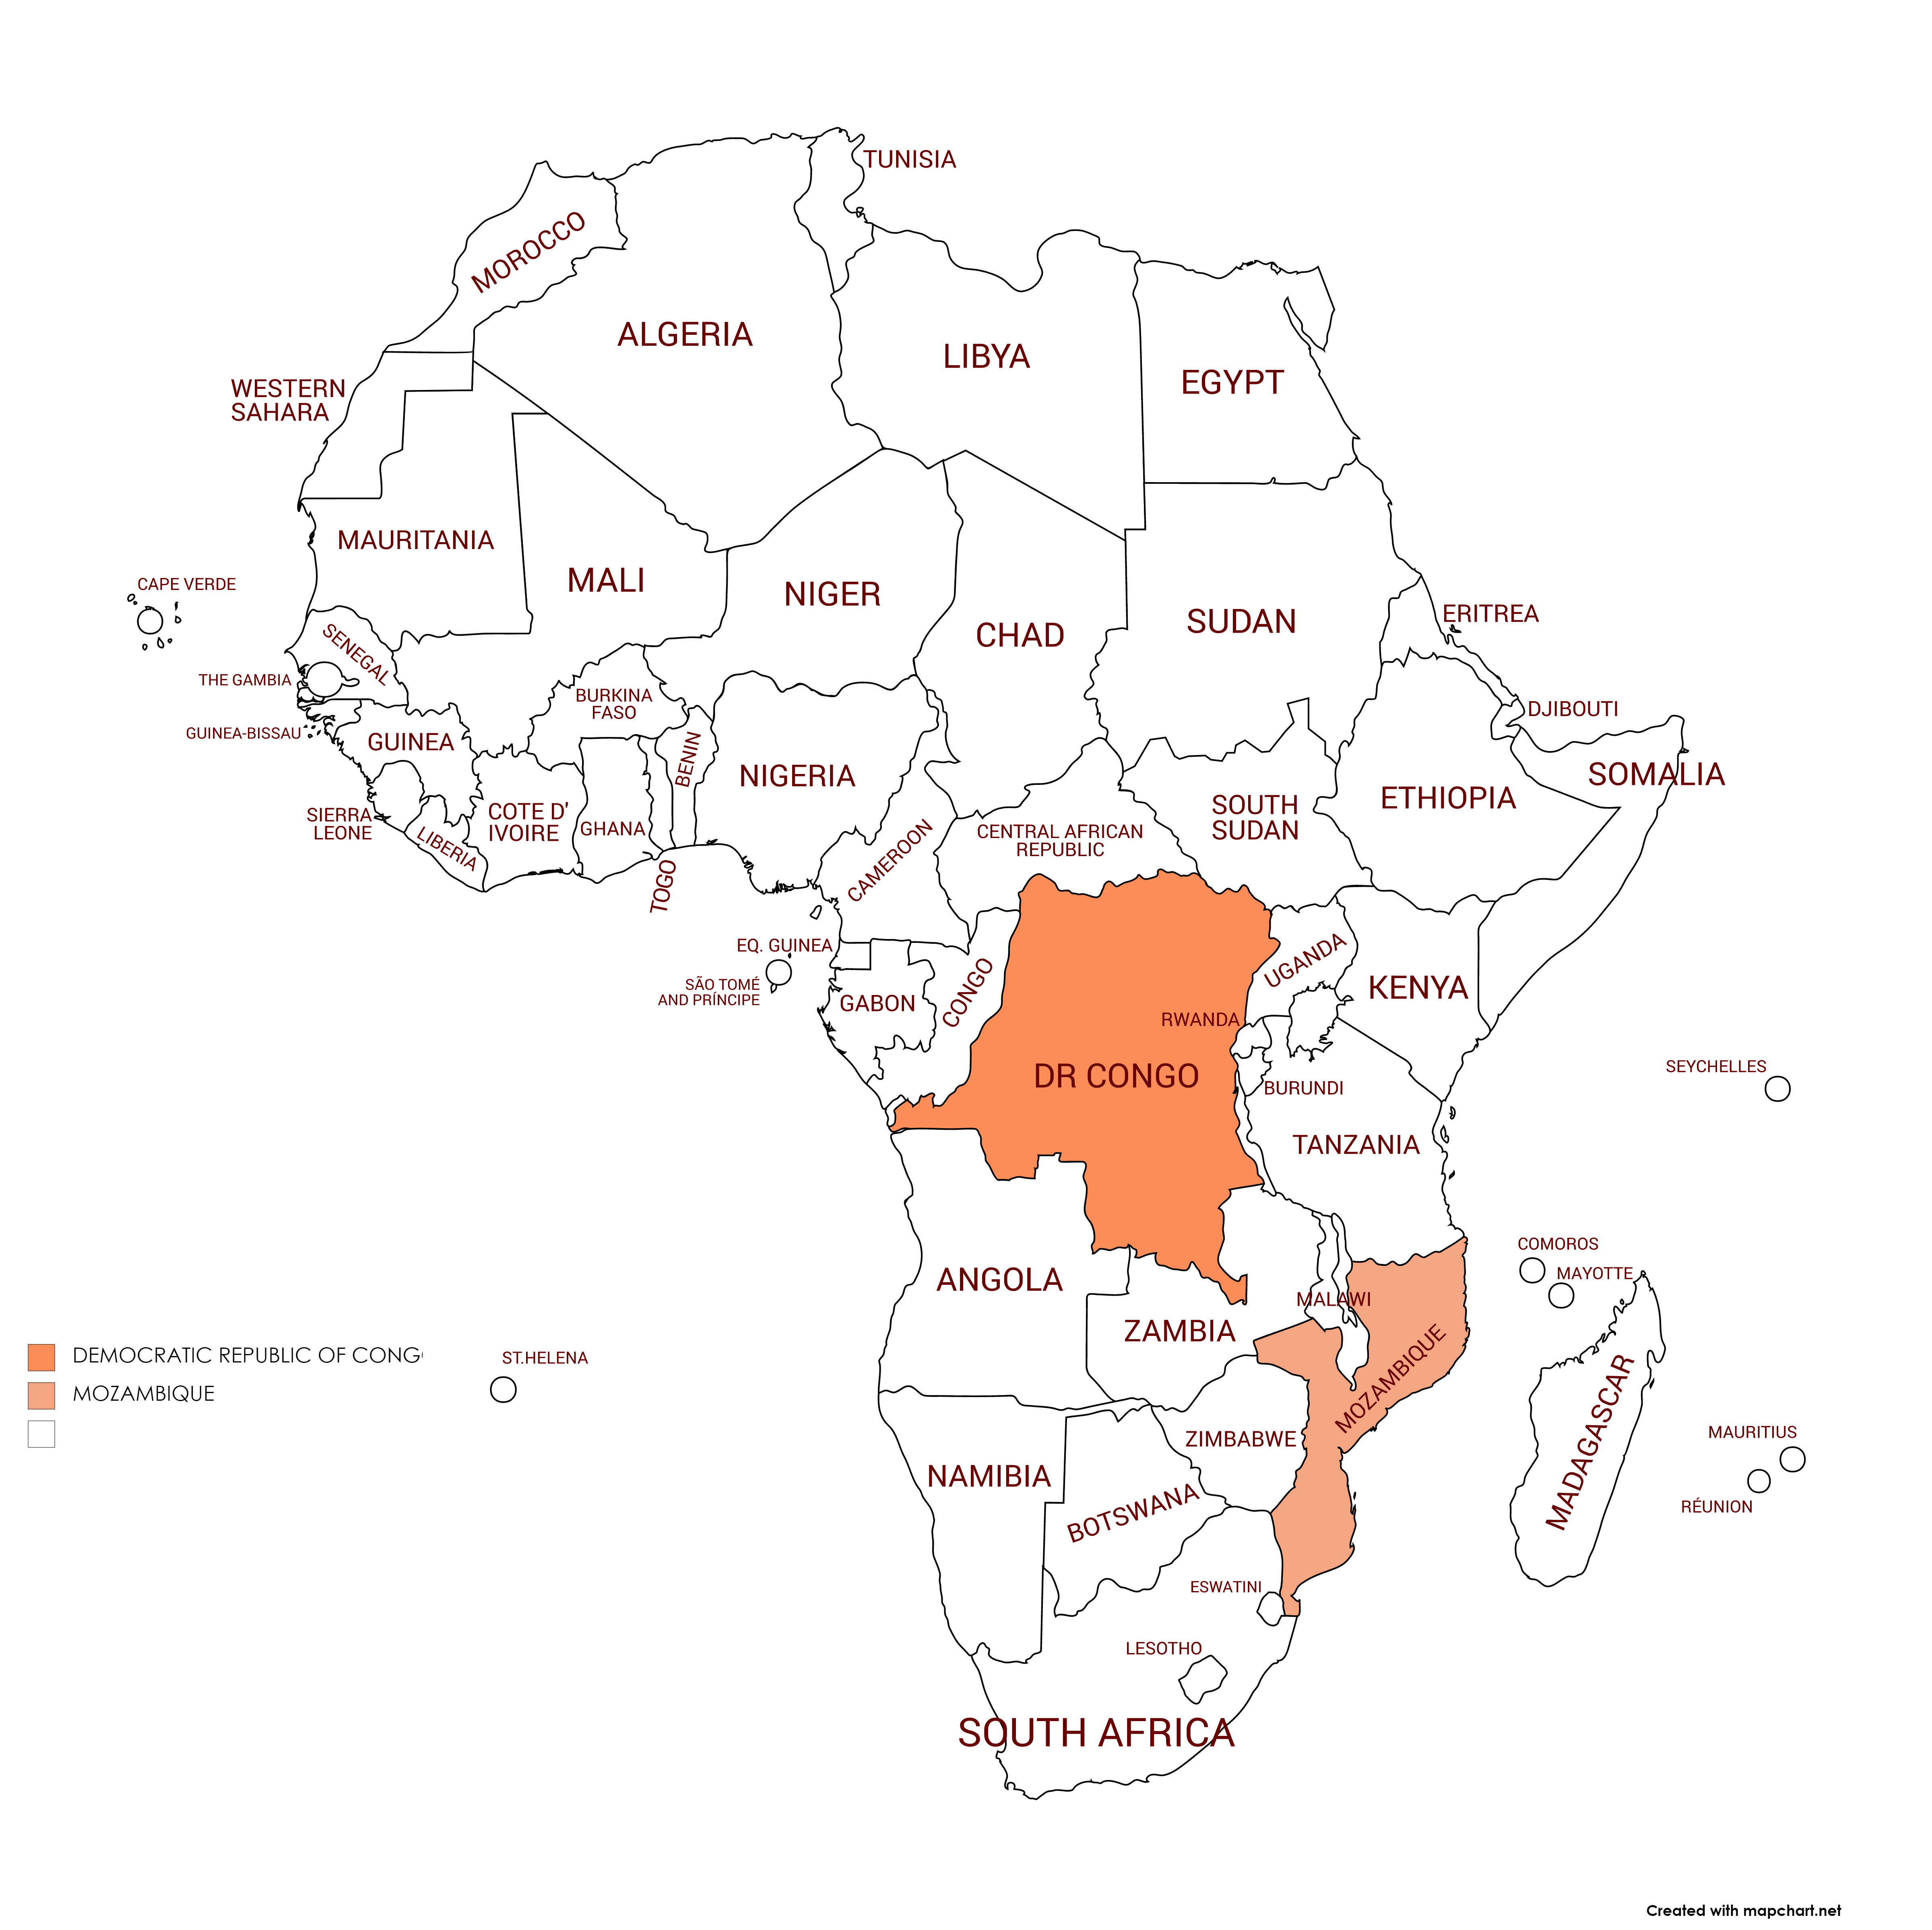 TUNISIA
MOROCCO
ALGERIA
LIBYA
EGYPT
WESTERN
SAHARA
MAURITANIA
MALI
NIGER
CHAD
SUDAN
ERITREA
CAPE VERDE
SENEGAL
THE GAMBIA
GUINEA-BISSAU
GUINEA
BURKINA
FASO
BENIN
NIGERIA
DJIBOUTI
SOMALIA
ETHIOPIA
SOUTH
SUDAN
SIERRA
LEONE
LIBERIA
COTE D'
IVOIRE
GHANA
TOGO
CAMEROON
CENTRAL AFRICAN
REPUBLIC
EQ. GUINEA
SÃO TOMÉ
AND PRÍNCIPE
GABON
CONGO
UGANDA
KENYA
RWANDA
DR CONGO
BURUNDI
TANZANIA
SEYCHELLES
COMOROS
MAYOTTE
ANGOLA
MALAWI
ZAMBIA
MOZAMBIQUE
MADAGASCAR
DEMOCRATIC REPUBLIC OF CONG
MOZAMBIQUE
ST.HELENA
ZIMBABWE
NAMIBIA
BOTSWANA
MAURITIUS
RÉUNION
ESWATINI
LESOTHO
SOUTH AFRICA
Created with mapchart.net